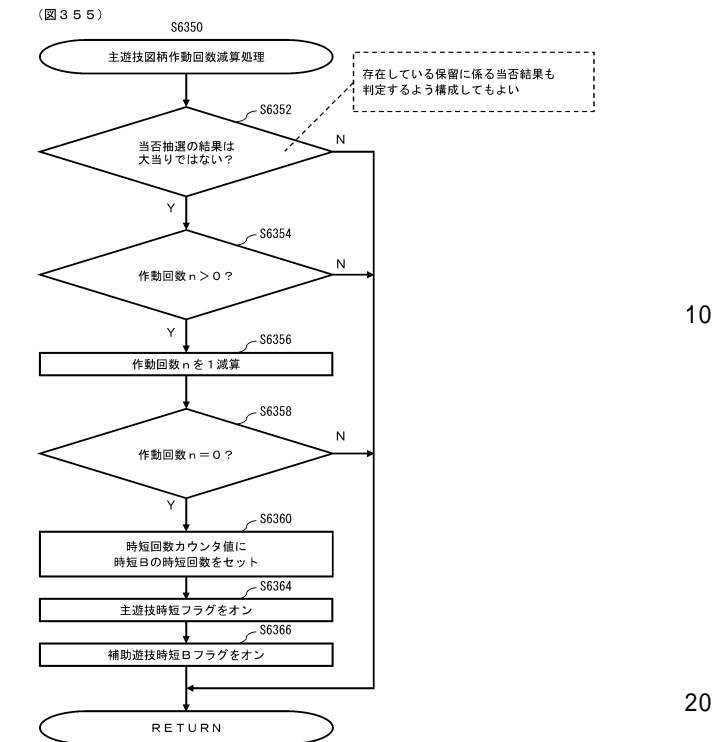 (図３５５)
S6350
主遊技図柄作動回数減算処理
存在している保留に係る当否結果も
判定するよう構成してもよい
S6352
当否抽選の結果は
大当りではない？
N
Y
S6354
作動回数ｎ＞０？
N
10
Y
S6356
作動回数ｎを１減算
S6358
作動回数ｎ＝０？
N
Y
S6360
時短回数カウンタ値に
時短Ｂの時短回数をセット
S6364
主遊技時短フラグをオン
S6366
補助遊技時短Ｂフラグをオン
20
ＲＥＴＵＲＮ